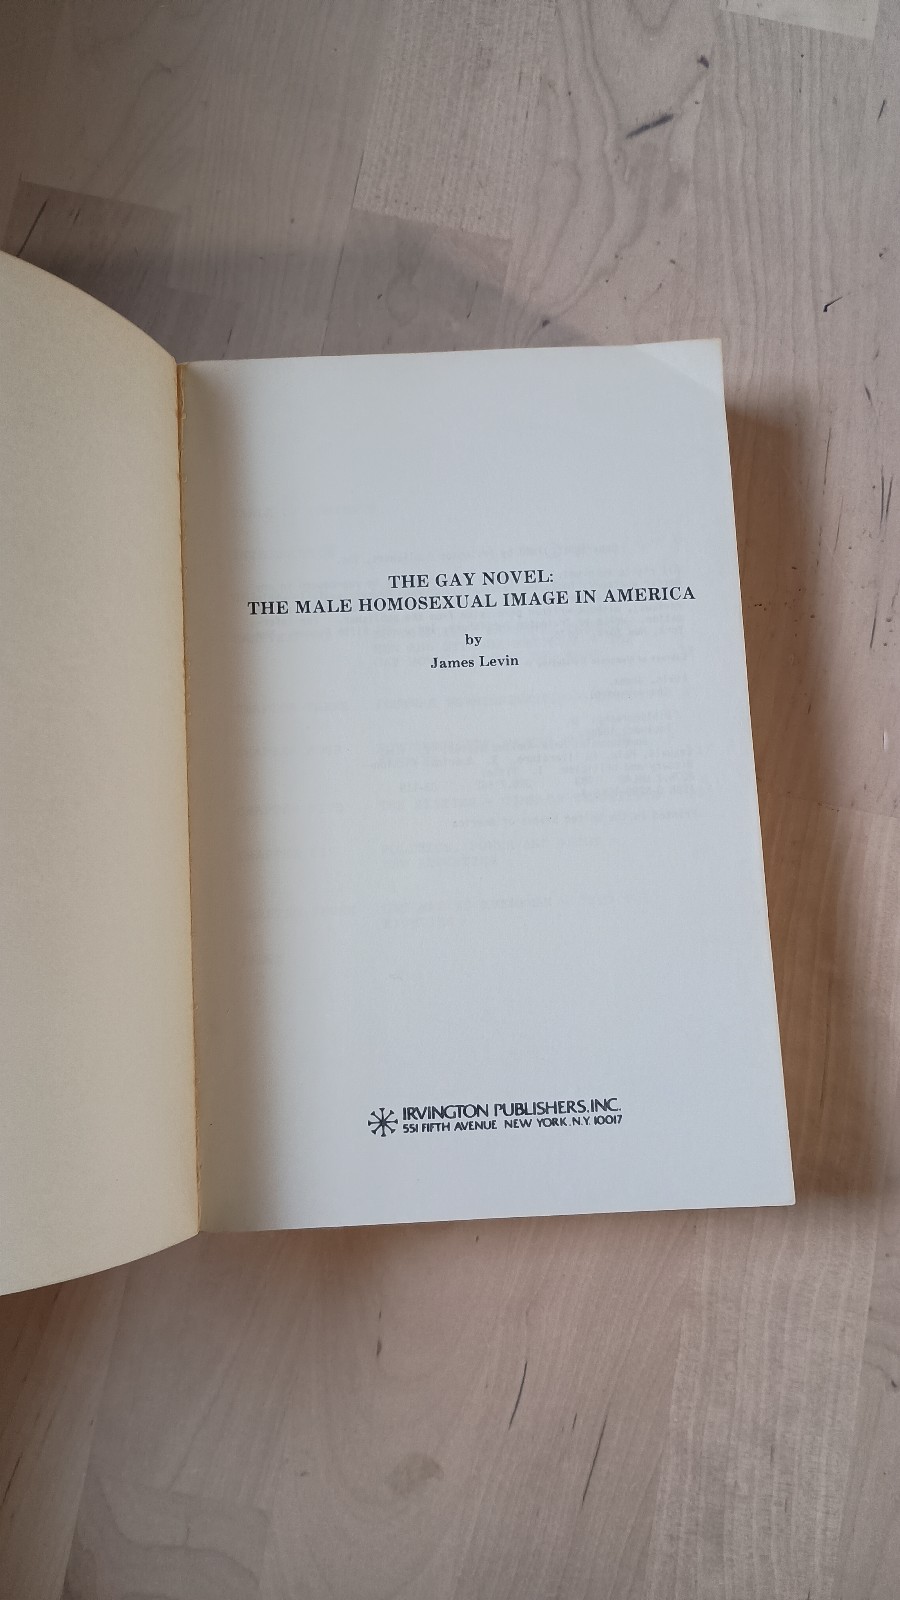 THE GAY NOVEL:
THE MALE HOMOSEXUAL IMAGE IN AMERICA
by
James Levin
IRVINGTON PUBLISHERS, INC.
551 FIFTH AVENUE NEW YORK, N.Y. 10017